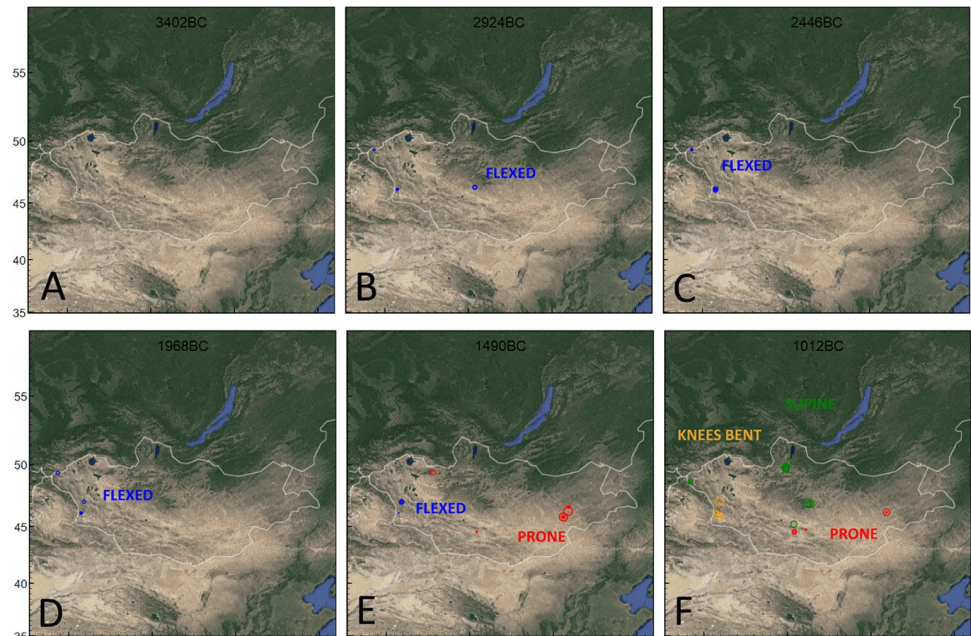 3402BC
2924BC
2446BC
55
50
FLEXED
FLEXED
45
40
A
B
C
35
1968BC
1490BC
1012BC
55
SUPINE
KNEES BENT
50
FLEXED
FLEXED
45
PRONE
PRONE
40
D
E
F
35